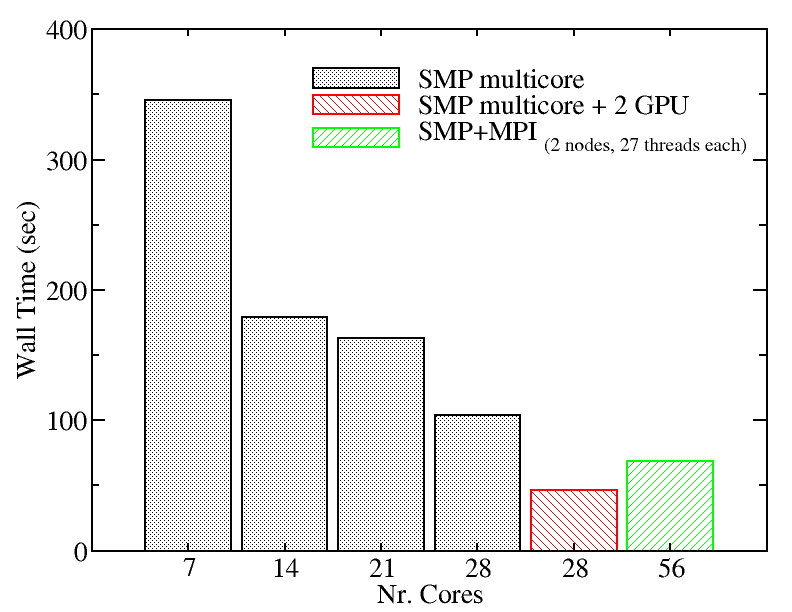 400
300
200
100
0
Wall Time (sec)
SMP multicore
SMP multicore + 2 GPU
SMP+MPI (2 nodes, 27 threads each)
7 14 21 28 28 56
Nr. Cores